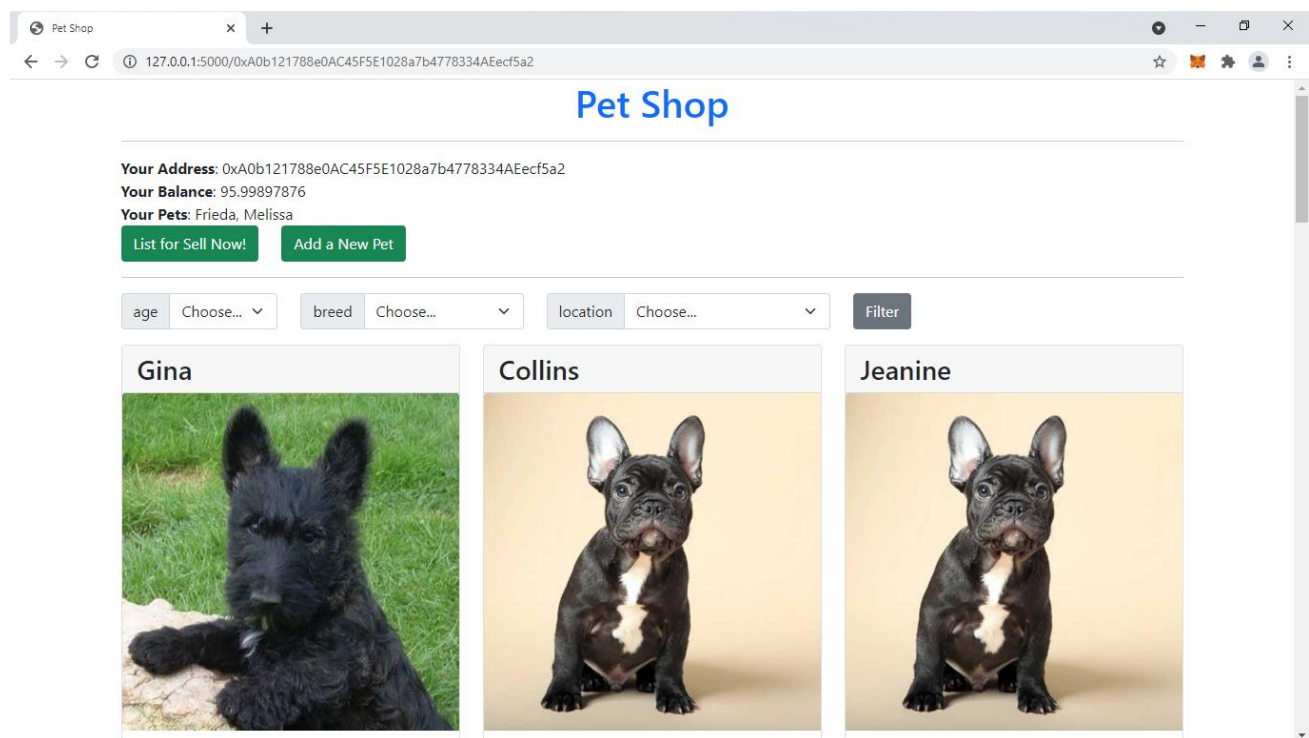 Pet Shop
127.0.0.1:5000/0xA0b121788e0AC45F5E1028a7b4778334AEecf5a2
Pet Shop
Your Address: 0xA0b121788e0AC45F5E1028a7b4778334AEecf5a2
Your Balance: 95.99897876
Your Pets: Frieda, Melissa
List for Sell Now! Add a New Pet
age Choose... breed Choose... location Choose... Filter
Gina Collins Jeanine